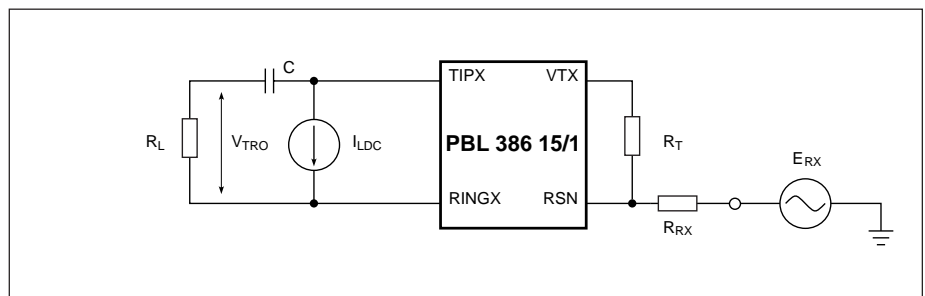 C
TIPX VTX
R_L V_TRO I_LDC PBL 386 15/1 R_T
E_RX
RINGX RSN
R_RX